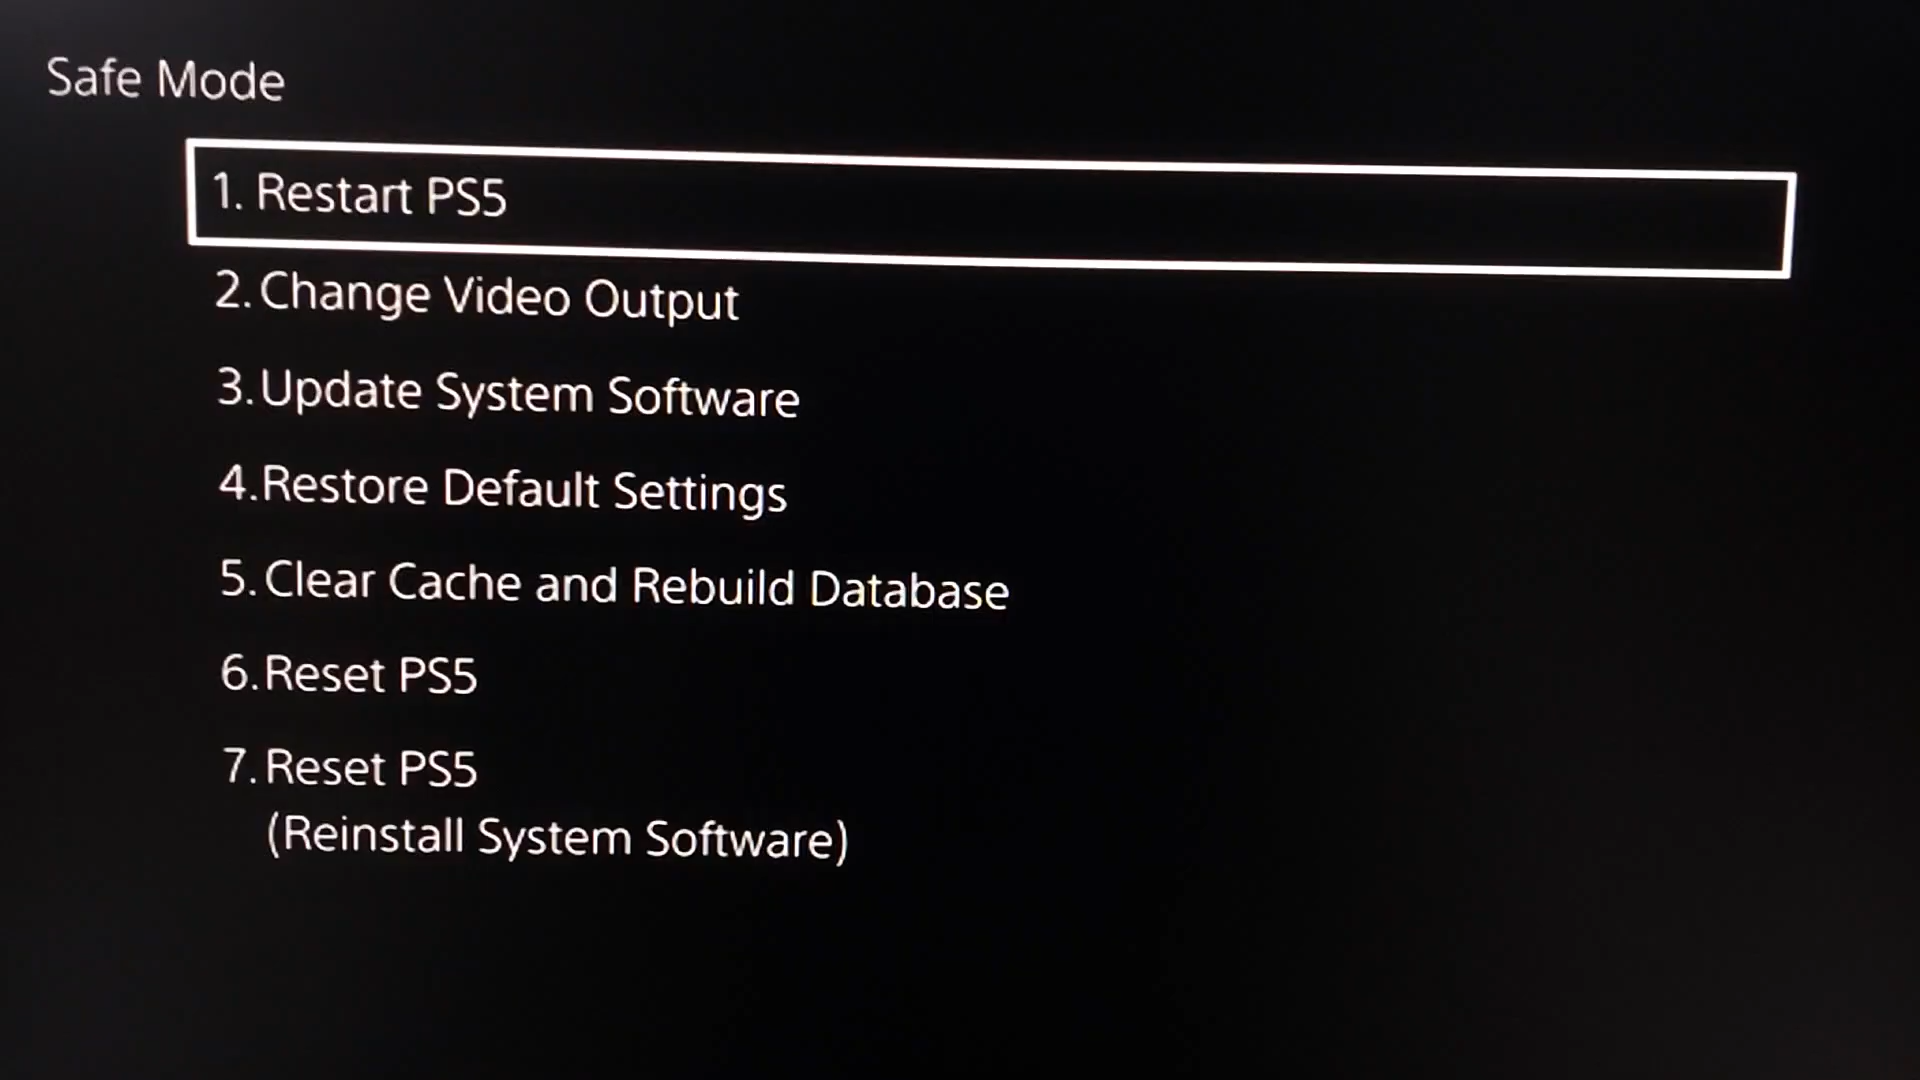 Safe Mode
1. Restart PS5
2. Change Video Output
3. Update System Software
4. Restore Default Settings
5. Clear Cache and Rebuild Database
6. Reset PS5
7. Reset PS5
(Reinstall System Software)